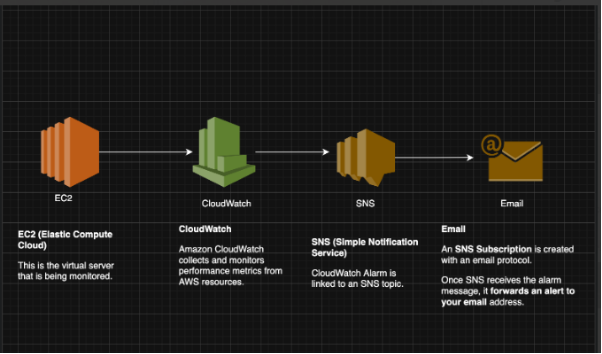 EC2
CloudWatch
SNS
Email
EC2 (Elastic Compute
Cloud)
This is the virtual server
that is being monitored.
CloudWatch
Amazon CloudWatch
collects and monitors
performance metrics from
AWS resources.
SNS (Simple Notification
Service)
CloudWatch Alarm is
linked to an SNS topic.
Email
An SNS Subscription is created
with an email protocol.
Once SNS receives the alarm
message, it forwards an alert to
your email address.